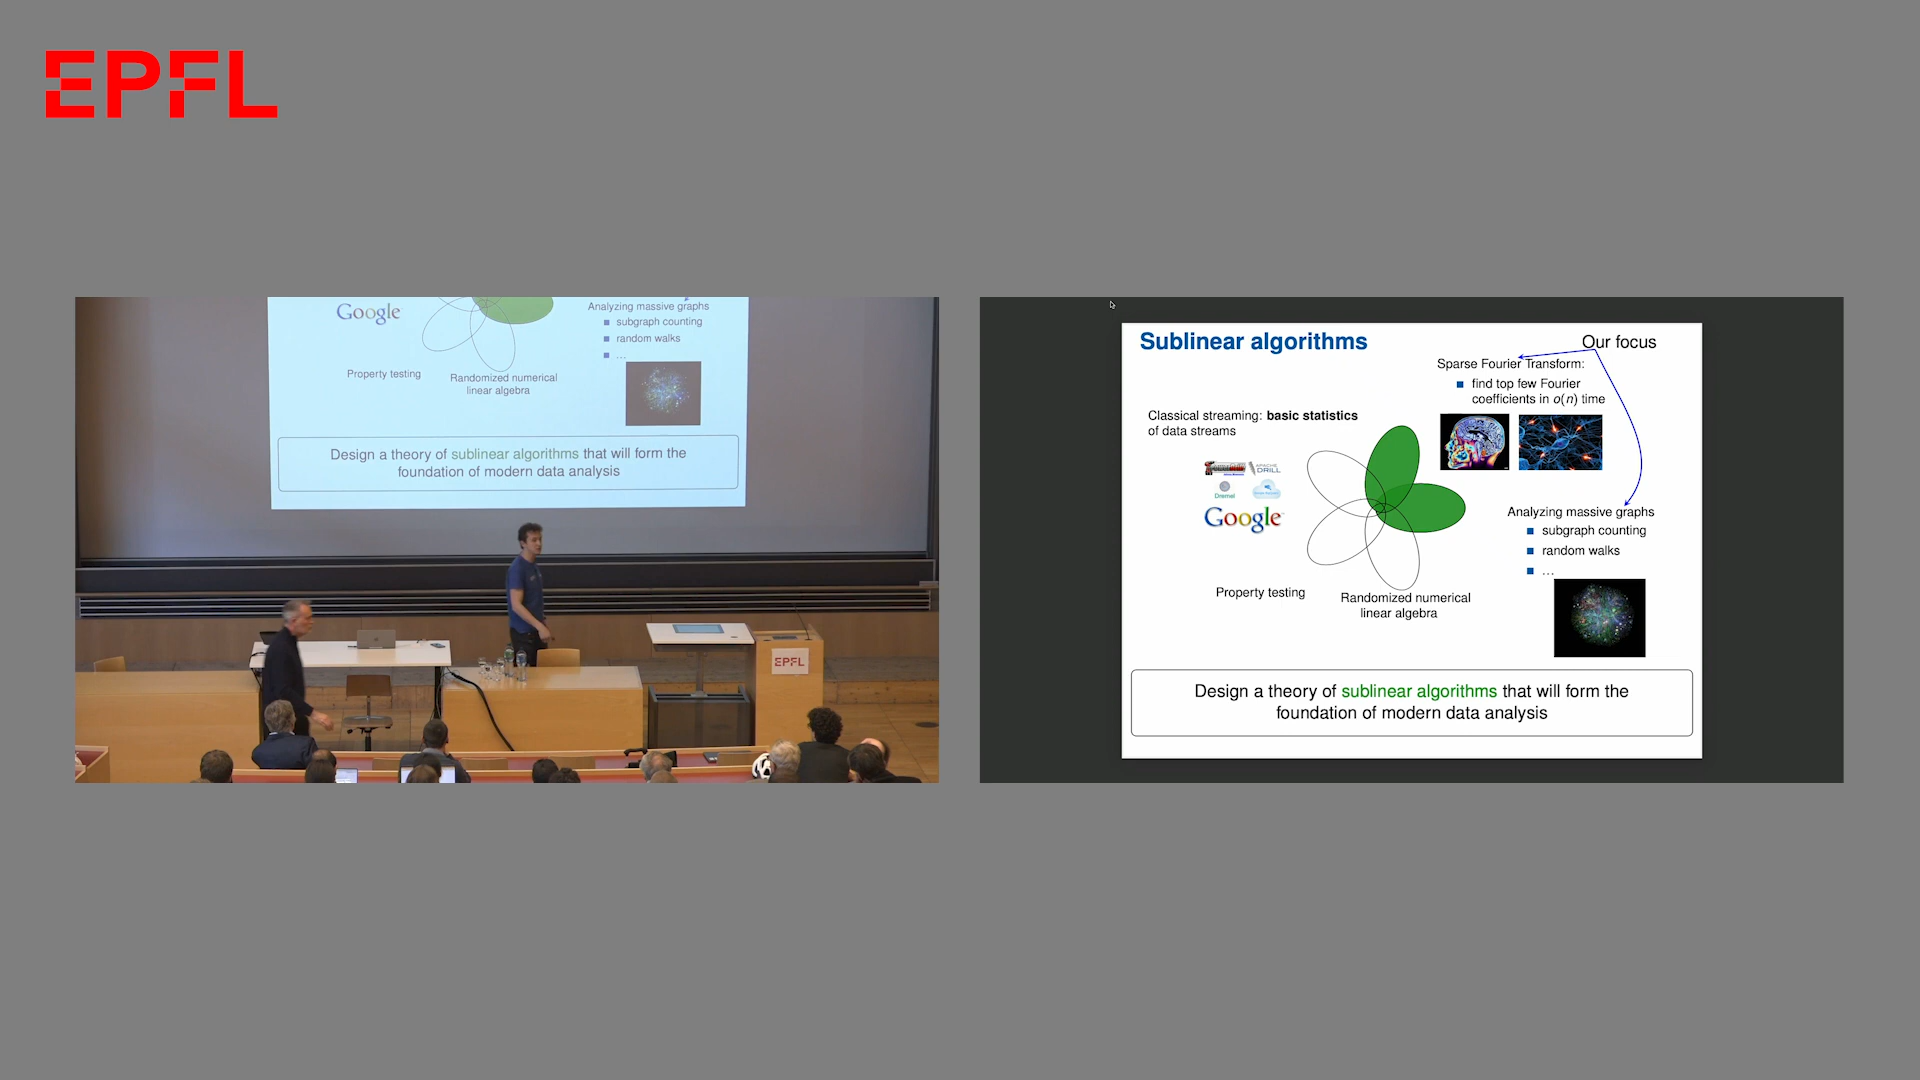 EPFL
Google
Analyzing massive graphs
subgraph counting
random walks
...
Property testing
Randomized numerical
linear algebra
Design a theory of sublinear algorithms that will form the
foundation of modern data analysis
EPFL
Sublinear algorithms
Our focus
Sparse Fourier Transform:
find top few Fourier
coefficients in o(n) time
Classical streaming: basic statistics
of data streams
APACHE
DRILL
Dremel
Google
Analyzing massive graphs
subgraph counting
random walks
...
Property testing
Randomized numerical
linear algebra
Design a theory of sublinear algorithms that will form the
foundation of modern data analysis